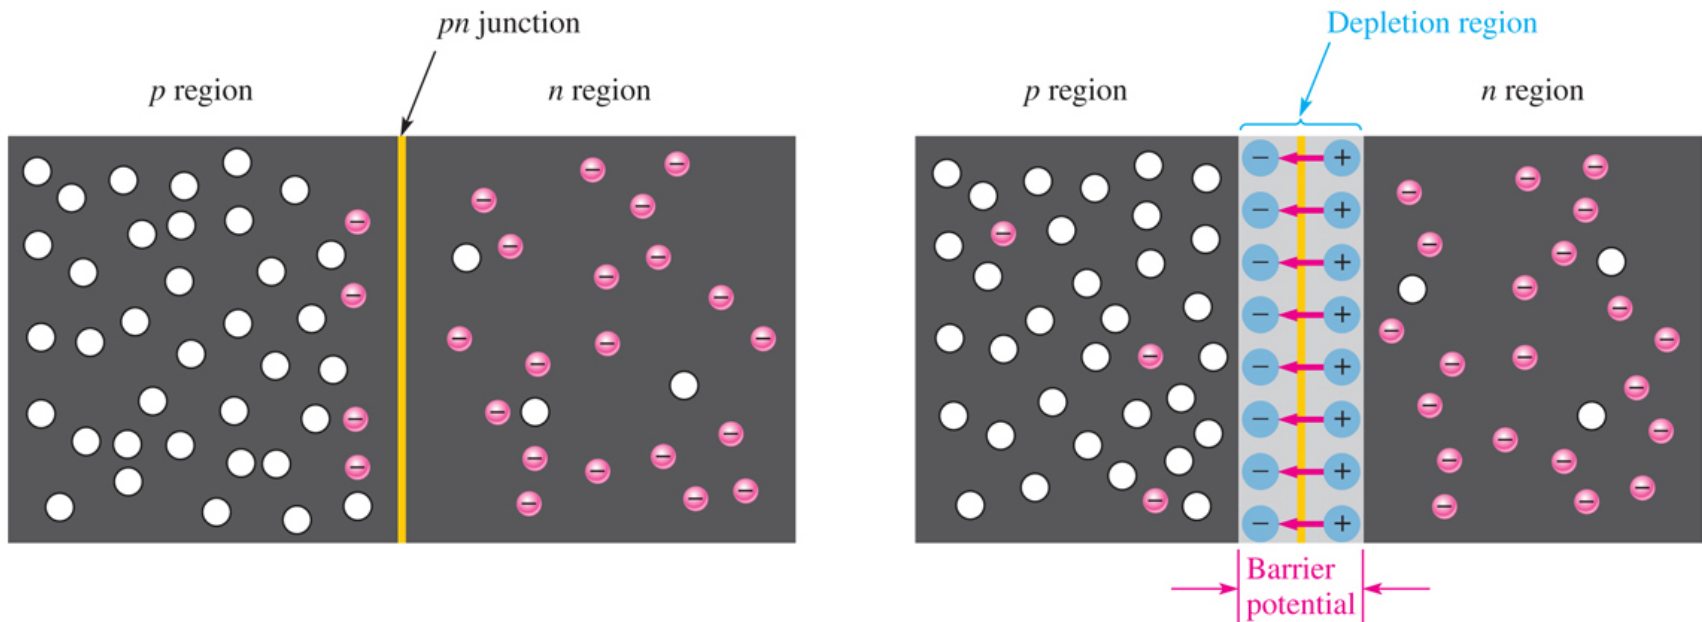 pn junction
p region
n region
Depletion region
p region
n region
Barrier
potential